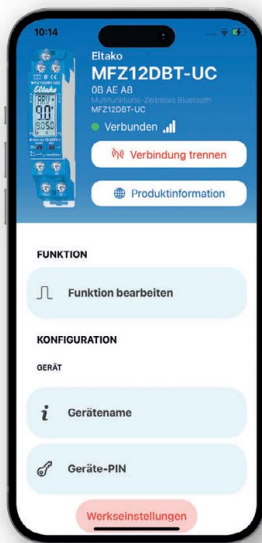 10:14
Eltako
MFZ12DBT-UC
0B AE A8
Multifunktions-Zeitrelais Bluetooth
MFZ12DBT-UC
Verbunden
Verbindung trennen
Produktinformation
FUNKTION
Funktion bearbeiten
KONFIGURATION
GERÄT
Gerätename
Geräte-PIN
Werkseinstellungen